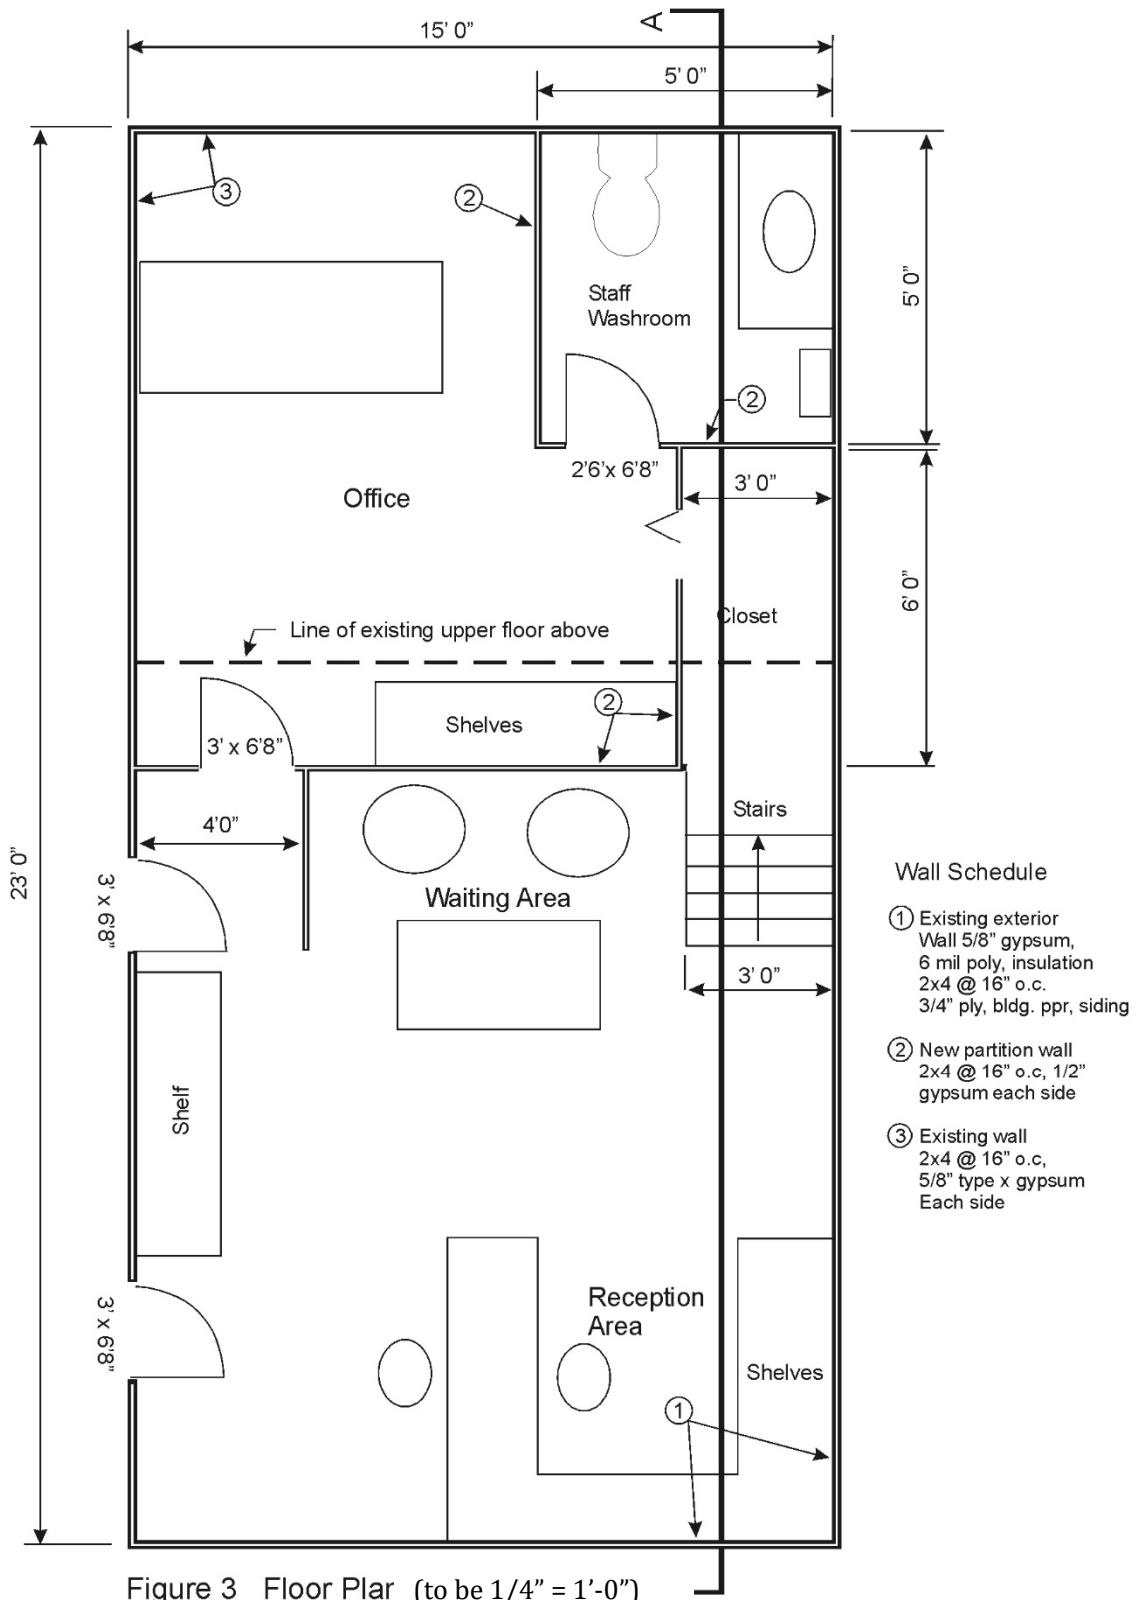 A
15' 0"
5' 0"
3
2
Staff
Washroom
5' 0"
2
2'6'x 6'8"
3' 0"
Office
6' 0"
Closet
Line of existing upper floor above
2
Shelves
3' x 6'8"
Stairs
4'0"
23' 0"
3' x 6'8"
Waiting Area
3' 0"
Shelf
3' x 6'8"
Reception
Area
Shelves
1
Wall Schedule
1 Existing exterior
Wall 5/8" gypsum,
6 mil poly, insulation
2x4 @ 16" o.c.
3/4" ply, bldg. ppr, siding
2 New partition wall
2x4 @ 16" o.c, 1/2"
gypsum each side
3 Existing wall
2x4 @ 16" o.c,
5/8" type x gypsum
Each side
Figure 3 Floor Plar (to be 1/4" = 1'-0")